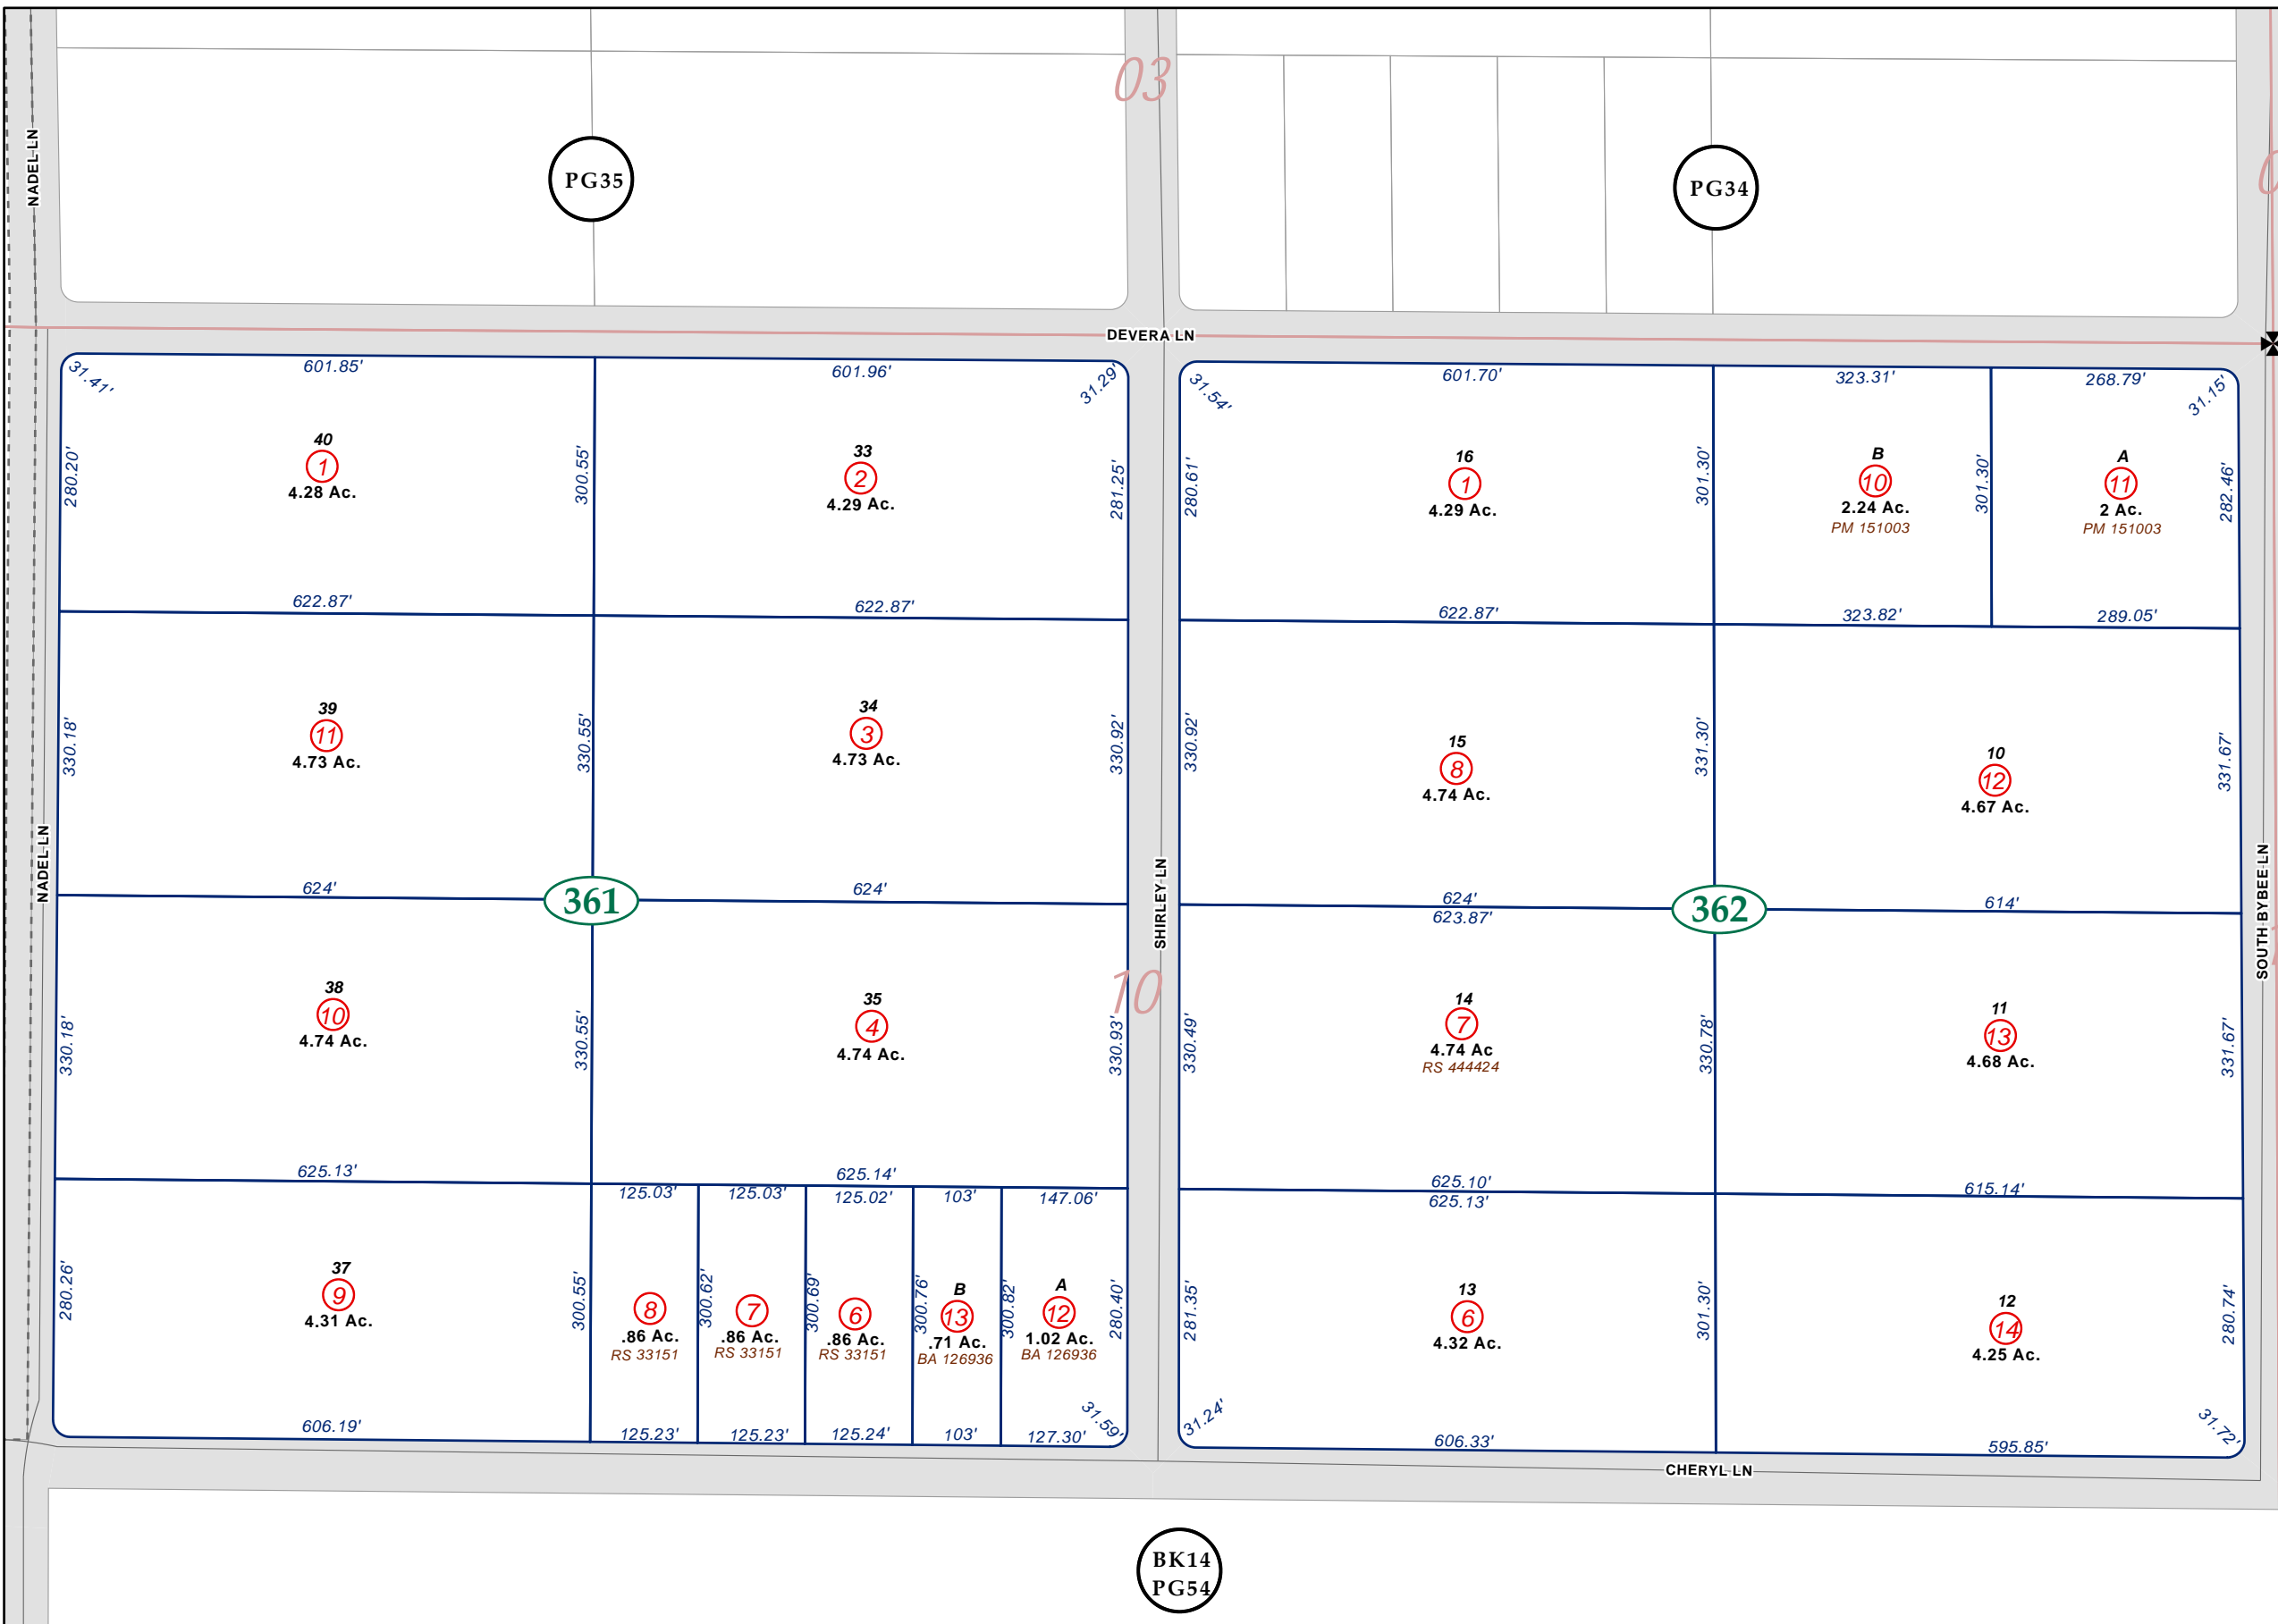 03
NADEL LN
PG35
PG34
DEVERA LN
31.41'
601.85'
601.96'
31.29'
31.54'
601.70'
323.31'
268.79'
31.15'
280.20'
40
1
4.28 Ac.
300.55'
33
2
4.29 Ac.
281.25'
280.61'
16
1
4.29 Ac.
301.30'
B
10
2.24 Ac.
PM 151003
301.30'
A
11
2 Ac.
PM 151003
282.46'
622.87'
622.87'
622.87'
323.82'
289.05'
330.18'
39
11
4.73 Ac.
330.55'
34
3
4.73 Ac.
330.92'
330.92'
15
8
4.74 Ac.
331.30'
10
12
4.67 Ac.
331.67'
NADEL LN
SHIRLEY LN
SOUTH BYBEE LN
624'
361
624'
624'
623.87'
362
614'
10
330.18'
38
10
4.74 Ac.
330.55'
35
4
4.74 Ac.
330.93'
330.49'
14
7
4.74 Ac
RS 444424
330.78'
11
13
4.68 Ac.
331.67'
625.13'
625.14'
625.10'
625.13'
615.14'
125.03'
125.03'
125.02'
103'
147.06'
280.26'
37
9
4.31 Ac.
300.55'
8
.86 Ac.
RS 33151
300.62'
7
.86 Ac.
RS 33151
300.69'
6
.86 Ac.
RS 33151
300.76'
B
13
.71 Ac.
BA 126936
300.82'
A
12
1.02 Ac.
BA 126936
280.40'
281.35'
13
6
4.32 Ac.
301.30'
12
14
4.25 Ac.
280.74'
606.19'
125.23'
125.23'
125.24'
103'
127.30'
31.59'
31.24'
606.33'
595.85'
31.72'
CHERYL LN
BK14
PG54